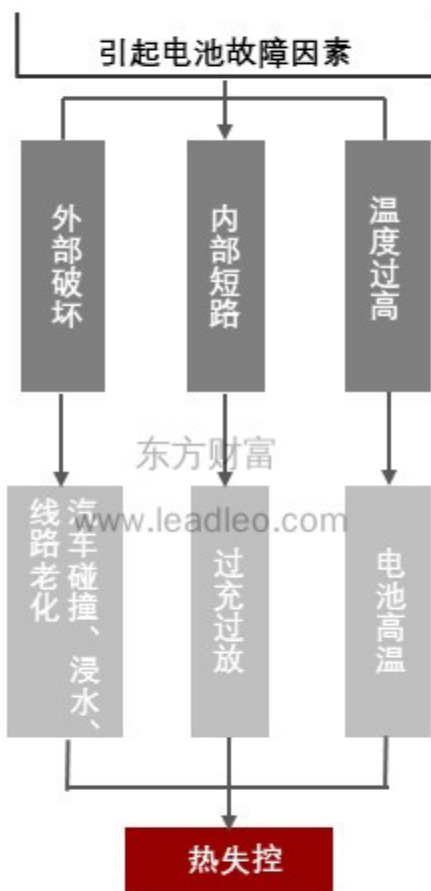 引起电池故障因素
外部破坏
内部短路
温度过高
东方财富
www.leadleo.com
汽车碰撞、浸水、
线路老化
过充过放
电池高温
热失控